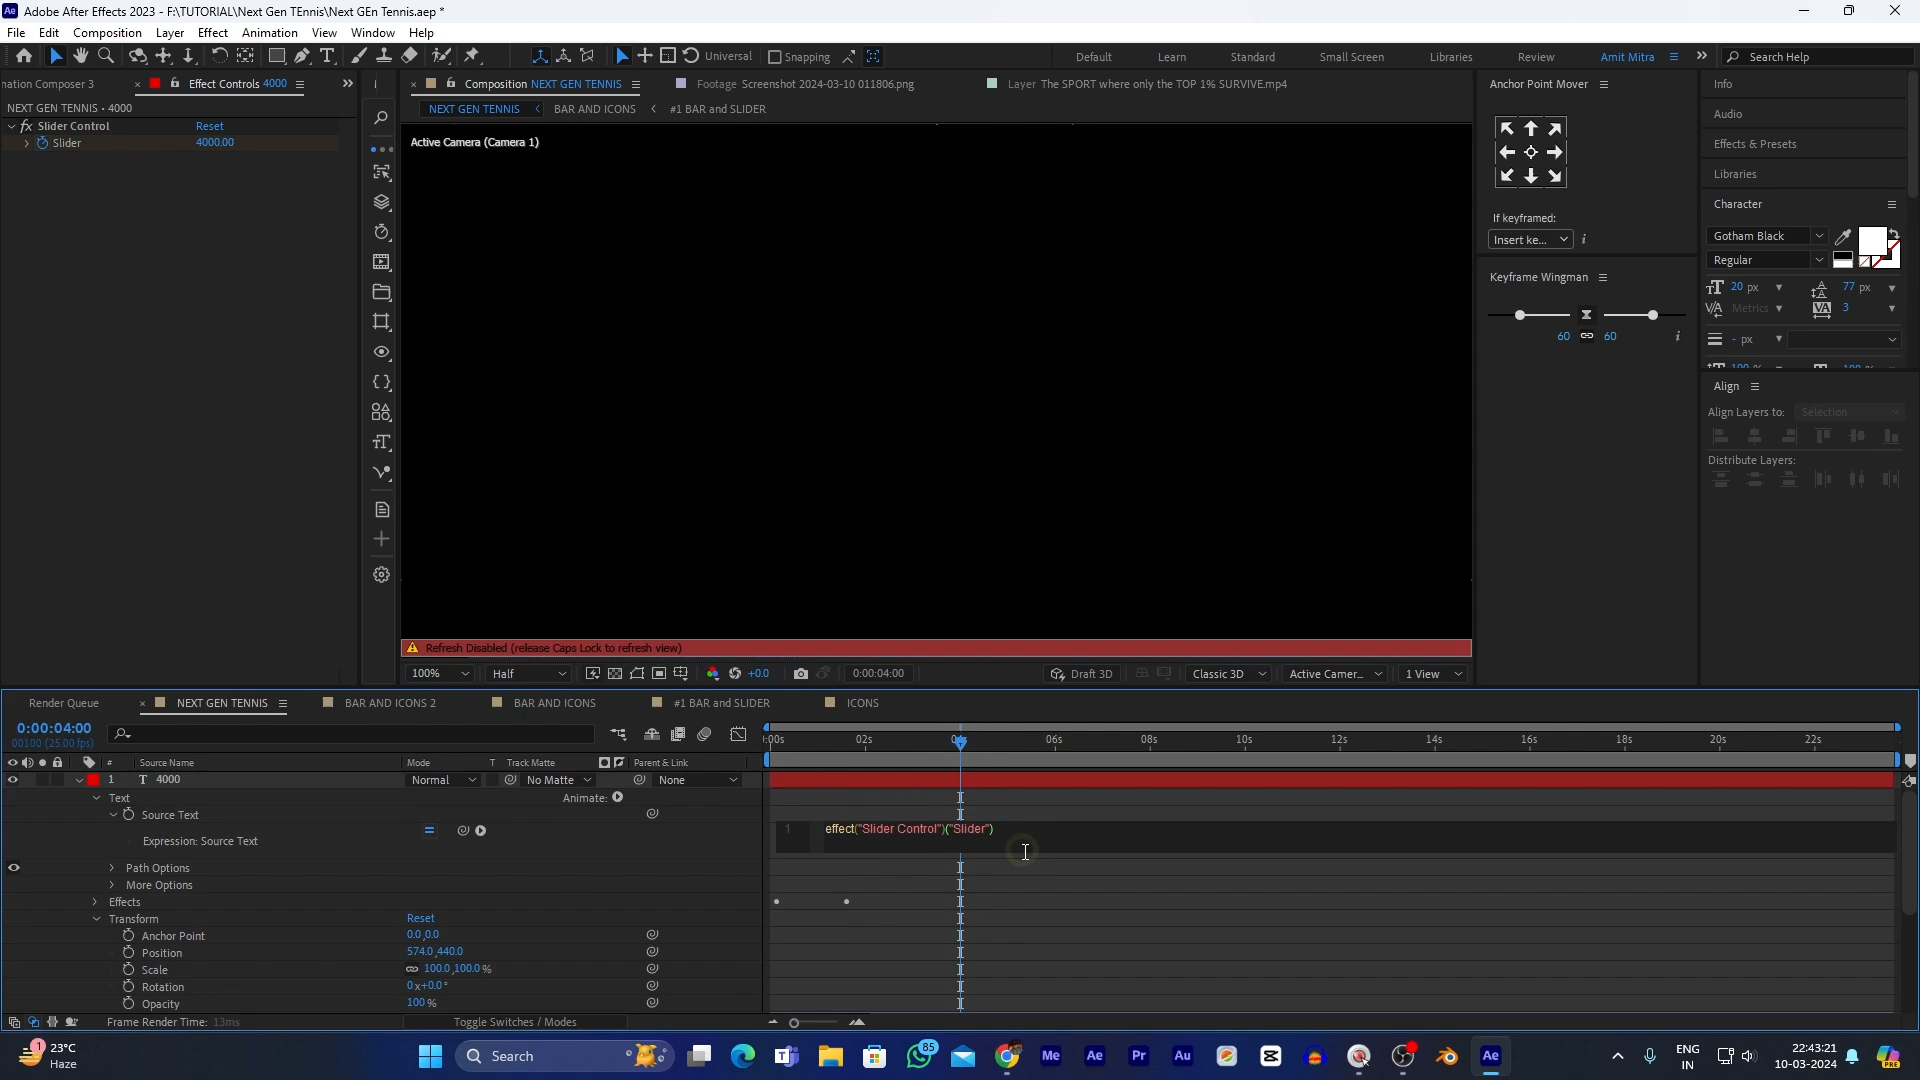 Adobe After Effects 2023 - F:\TUTORIAL\Next Gen TEnnis\Next GEn Tennis.aep *
File Edit Composition Layer Effect Animation View Window Help
Universal Snapping Default Learn Standard Small Screen Libraries Review Amit Mitra Search Help
nation Composer 3 Effect Controls 4000 Composition NEXT GEN TENNIS Footage Screenshot 2024-03-10 011806.png Layer The SPORT where only the TOP 1% SURVIVE.mp4 Anchor Point Mover Info
NEXT GEN TENNIS • 4000 NEXT GEN TENNIS BAR AND ICONS #1 BAR and SLIDER Audio
fx Slider Control Reset
Slider 4000.00 Active Camera (Camera 1) Effects & Presets
Libraries
Character
If keyframed:
Insert ke... i Gotham Black
Regular
Keyframe Wingman
20 px 77 px
Metrics 3
60 60 i - px
Align
Align Layers to: Selection
Distribute Layers:
Refresh Disabled (release Caps Lock to refresh view)
100% Half +0.0 0:00:04:00 Draft 3D Classic 3D Active Camer... 1 View
Render Queue NEXT GEN TENNIS BAR AND ICONS 2 BAR AND ICONS #1 BAR and SLIDER ICONS
0:00:04:00
00100 (25.00 fps) :00s 02s 06s 08s 10s 12s 14s 16s 18s 20s 22s
# Source Name Mode T Track Matte Parent & Link
1 T 4000 Normal No Matte None
Text Animate:
Source Text
Expression: Source Text 1 effect("Slider Control")("Slider")
Path Options
More Options
Effects
Transform Reset
Anchor Point 0.0,0.0
Position 574.0,440.0
Scale 100.0,100.0%
Rotation 0x+0.0°
Opacity 100%
Frame Render Time: 13ms Toggle Switches / Modes
1 23°C
Haze
Search 85 Me Ae Pr Au Ae
ENG
IN
22:43:21
10-03-2024